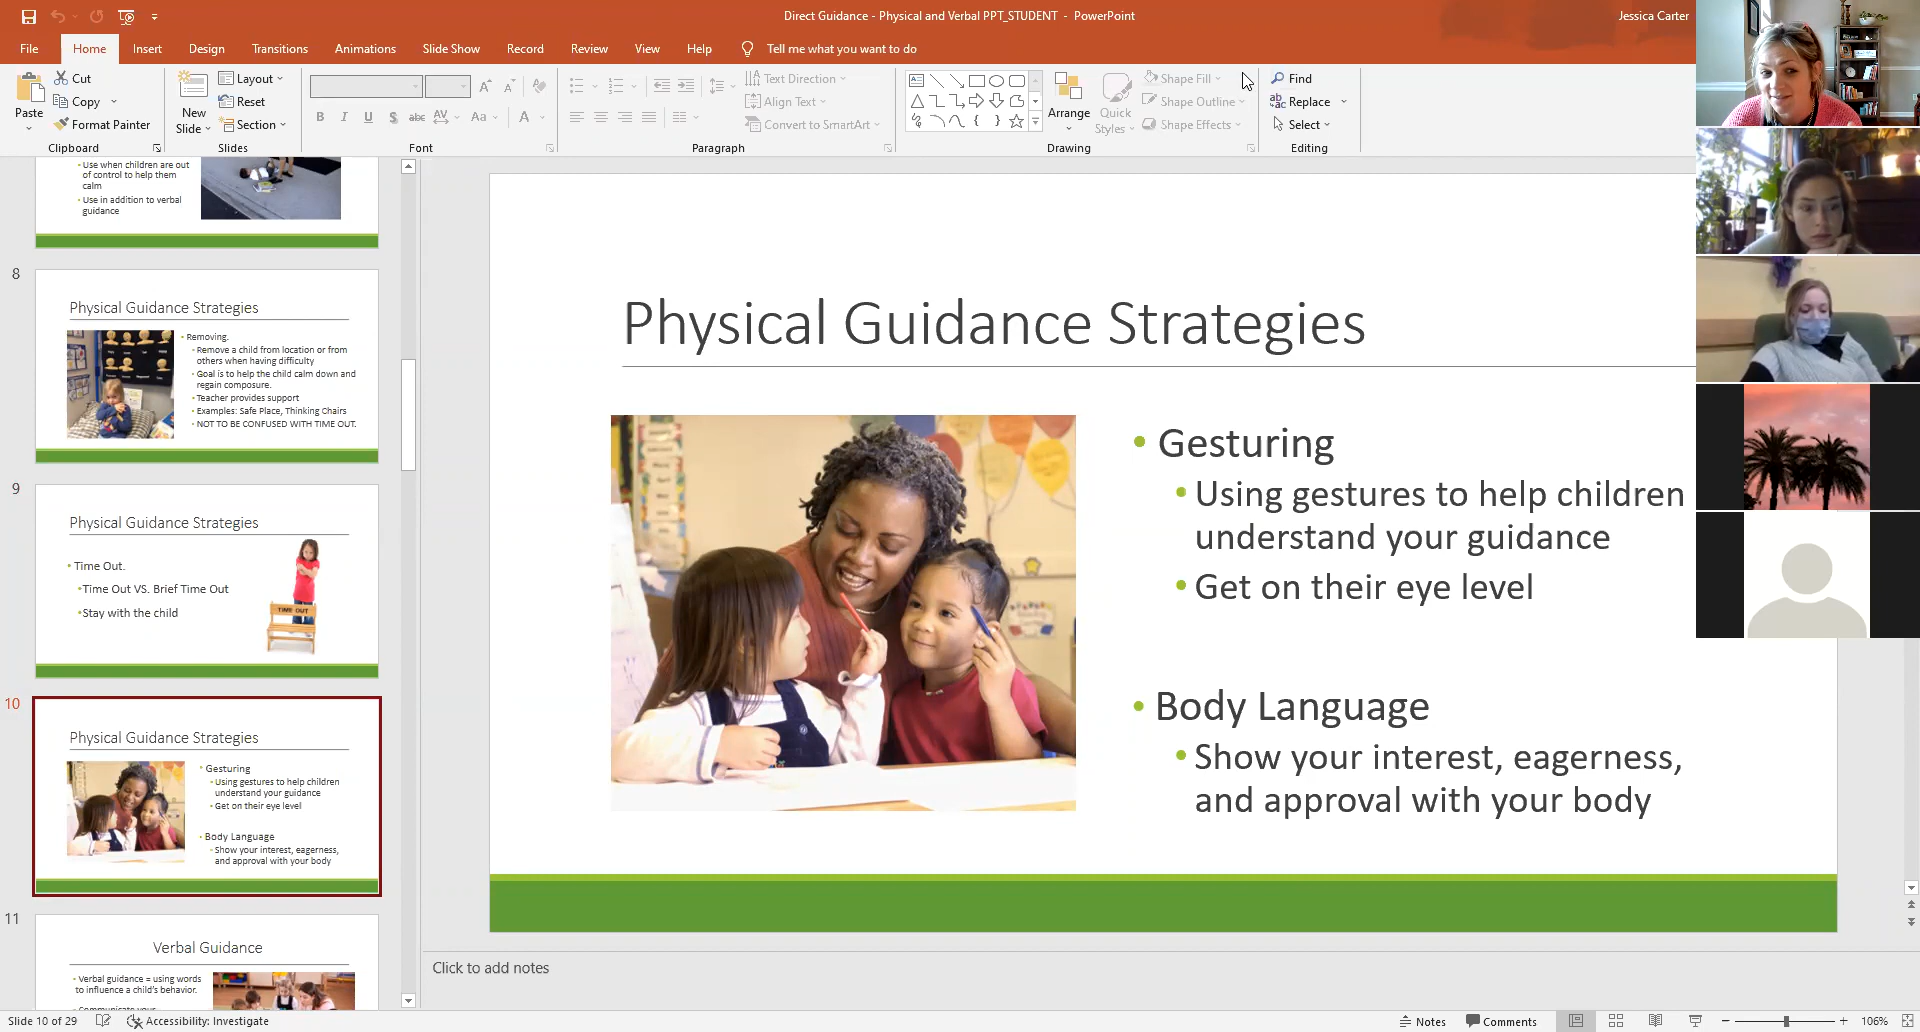 Direct Guidance - Physical and Verbal PPT_STUDENT - PowerPoint
Jessica Carter
File Home Insert Design Transitions Animations Slide Show Record Review View Help Tell me what you want to do
Paste
Cut
Copy
Format Painter
Clipboard
New
Slide
Layout
Reset
Section
Slides
B I U S abc AV Aa A
Font
Text Direction
Align Text
Convert to SmartArt
Paragraph
Arrange
Quick
Styles
Shape Fill
Shape Outline
Shape Effects
Drawing
Find
Replace
Select
Editing
• Use when children are out
of control to help them
calm
• Use in addition to verbal
guidance
8
Physical Guidance Strategies
• Removing.
• Remove a child from location or from
others when having difficulty
• Goal is to help the child calm down and
regain composure.
• Teacher provides support
• Examples: Safe Place, Thinking Chairs
• NOT TO BE CONFUSED WITH TIME OUT.
9
Physical Guidance Strategies
• Time Out.
• Time Out VS. Brief Time Out
• Stay with the child
TIME OUT
10
Physical Guidance Strategies
• Gesturing
• Using gestures to help children
understand your guidance
• Get on their eye level
• Body Language
• Show your interest, eagerness,
and approval with your body
11
Verbal Guidance
• Verbal guidance = using words
to influence a child's behavior.
Physical Guidance Strategies
• Gesturing
• Using gestures to help children
understand your guidance
• Get on their eye level
• Body Language
• Show your interest, eagerness,
and approval with your body
Click to add notes
Slide 10 of 29
Accessibility: Investigate
Notes
Comments
106%